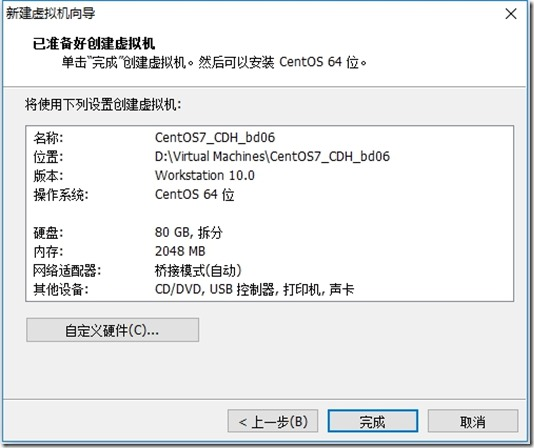 新建虚拟机向导
已准备好创建虚拟机
单击“完成”创建虚拟机。然后可以安装 CentOS 64 位。
将使用下列设置创建虚拟机:
名称: CentOS7_CDH_bd06
位置: D:\Virtual Machines\CentOS7_CDH_bd06
版本: Workstation 10.0
操作系统: CentOS 64 位
硬盘: 80 GB, 拆分
内存: 2048 MB
网络适配器: 桥接模式(自动)
其他设备: CD/DVD, USB 控制器, 打印机, 声卡
自定义硬件(C)...
< 上一步(B) 完成 取消